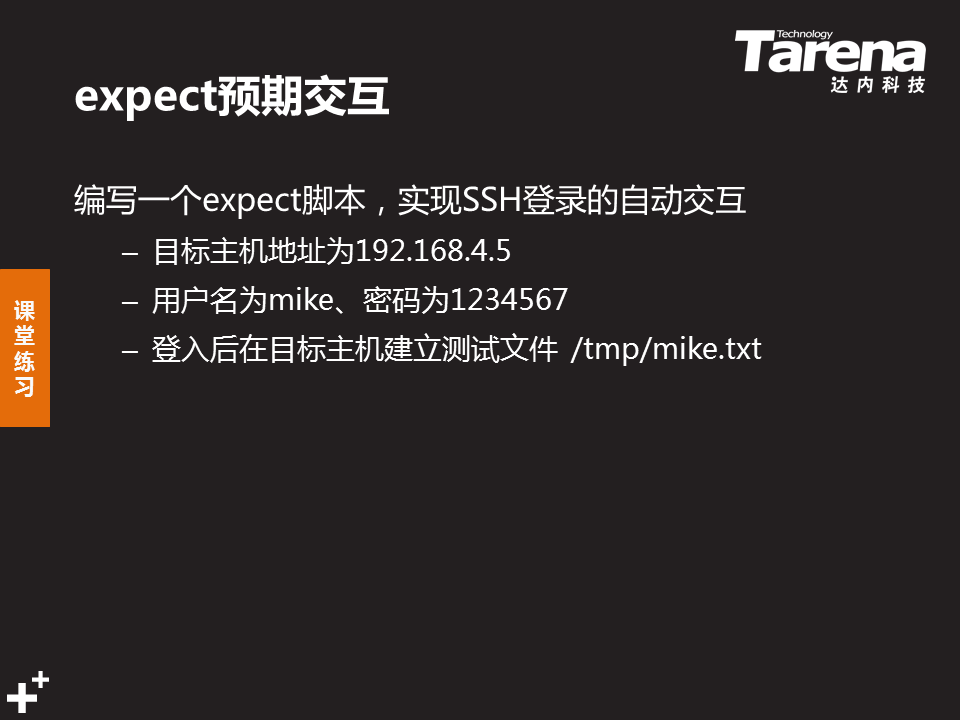 Technology
Tarena
达内科技
expect预期交互
编写一个expect脚本，实现SSH登录的自动交互
– 目标主机地址为192.168.4.5
– 用户名为mike、密码为1234567
– 登入后在目标主机建立测试文件 /tmp/mike.txt
课
堂
练
习